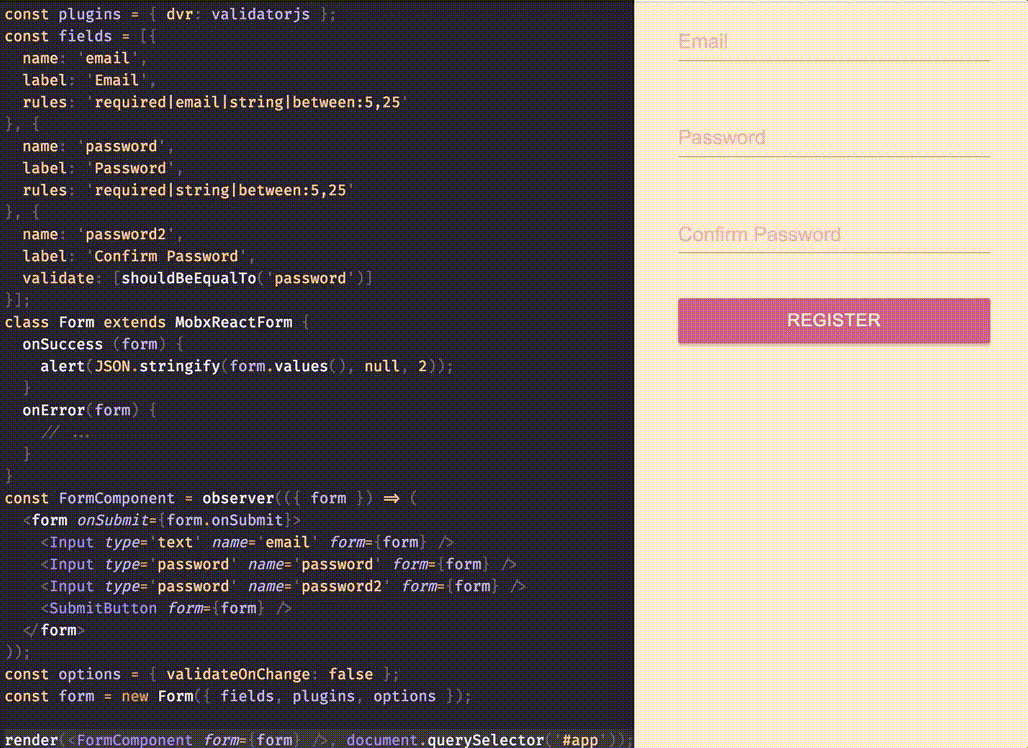 const plugins = { dvr: validatorjs };
const fields = [{
  name: 'email',
  label: 'Email',
  rules: 'required|email|string|between:5,25'
}, {
  name: 'password',
  label: 'Password',
  rules: 'required|string|between:5,25'
}, {
  name: 'password2',
  label: 'Confirm Password',
  validate: [shouldBeEqualTo('password')]
}];
class Form extends MobxReactForm {
  onSuccess (form) {
    alert(JSON.stringify(form.values(), null, 2));
  }
  onError(form) {
    // ...
  }
}
const FormComponent = observer(({ form }) => (
  <form onSubmit={form.onSubmit}>
    <Input type='text' name='email' form={form} />
    <Input type='password' name='password' form={form} />
    <Input type='password' name='password2' form={form} />
    <SubmitButton form={form} />
  </form>
));
const options = { validateOnChange: false };
const form = new Form({ fields, plugins, options });
render(<FormComponent form={form} />, document.querySelector('#app'));
Email
Password
Confirm Password
REGISTER